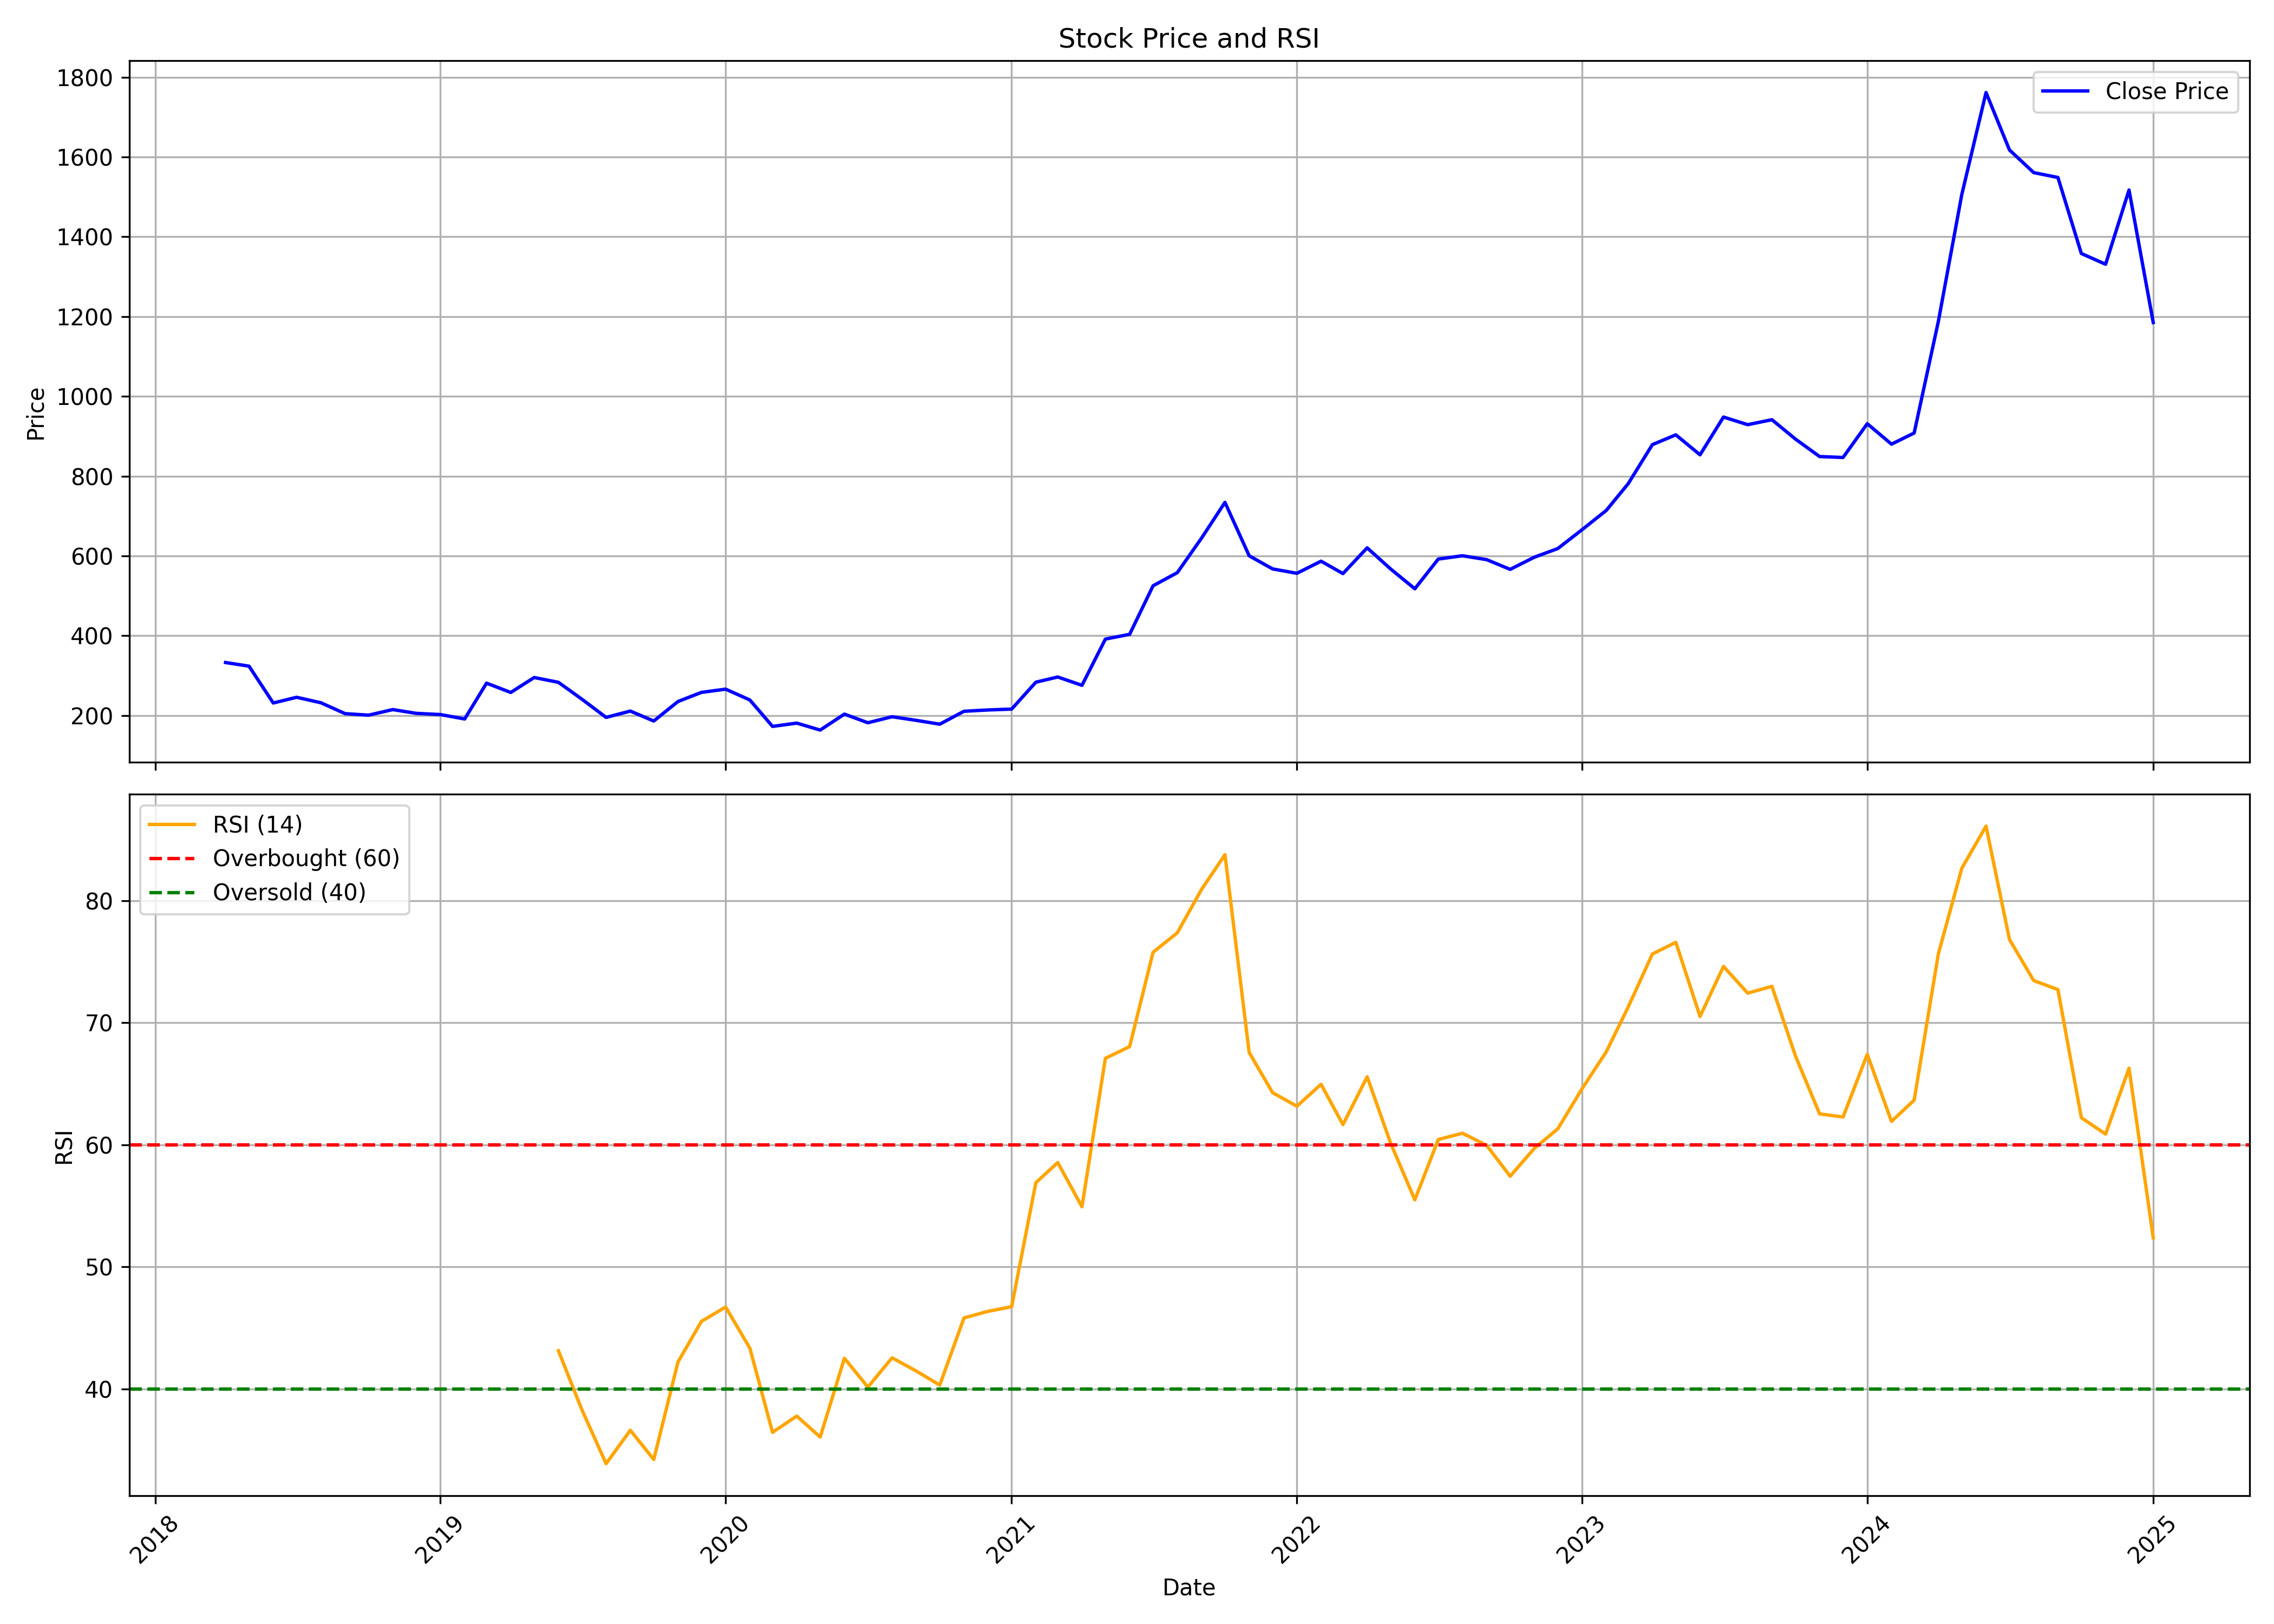 Stock Price and RSI
Close Price
1800
1600
1400
1200
1000
800
600
400
200
Price
RSI (14)
Overbought (60)
Oversold (40)
80
70
60
50
40
RSI
2018
2019
2020
2021
2022
2023
2024
2025
Date